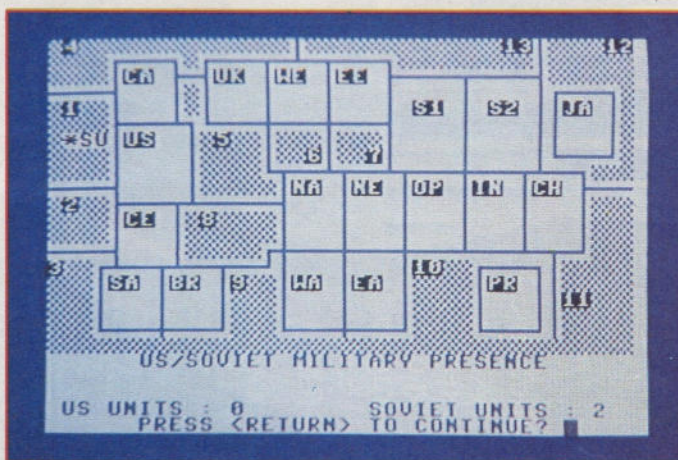 4 13 12
CA UK WE EE
1 S1 S2 JA
*SU US 5 6 7
NA NE OP IN CH
2 CE 8
3 SA BR 9 WA EA 10 PR 11
US/SOVIET MILITARY PRESENCE
US UNITS : 0 SOVIET UNITS : 2
PRESS <RETURN> TO CONTINUE?